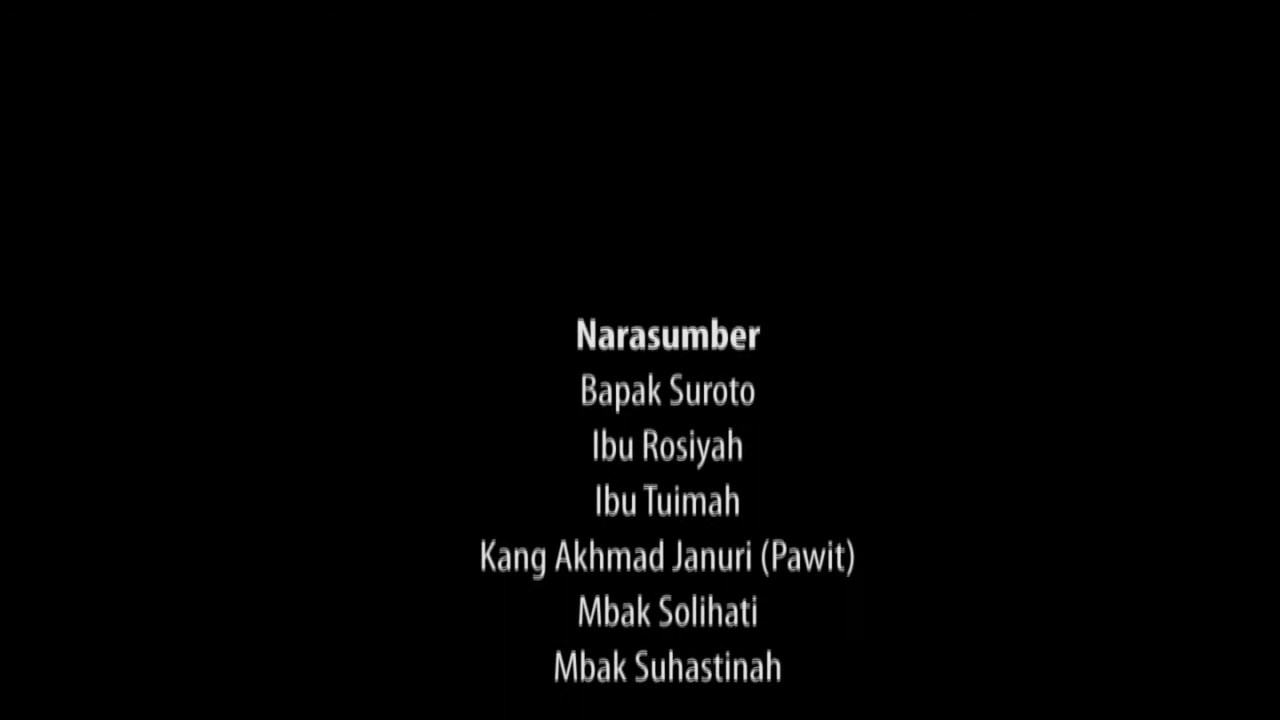 Narasumber
Bapak Suroto
Ibu Rosiyah
Ibu Tuimah
Kang Akhmad Januri (Pawit)
Mbak Solihati
Mbak Suhastinah